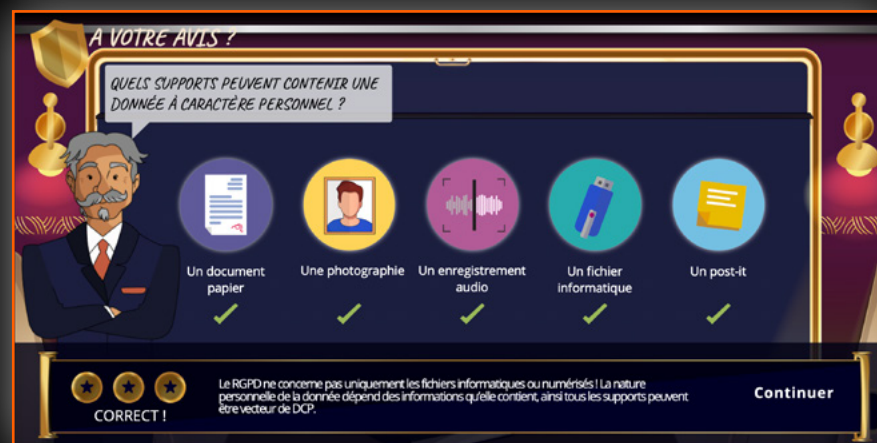 A VOTRE AVIS ?
QUELS SUPPORTS PEUVENT CONTENIR UNE
DONNÉE À CARACTÈRE PERSONNEL ?
Un document
papier
Une photographie
Un enregistrement
audio
Un fichier
informatique
Un post-it
CORRECT !
Le RGPD ne concerne pas uniquement les fichiers informatiques ou numérisés ! La nature
personnelle de la donnée dépend des informations qu'elle contient, ainsi tous les supports peuvent
être vecteur de DCP.
Continuer